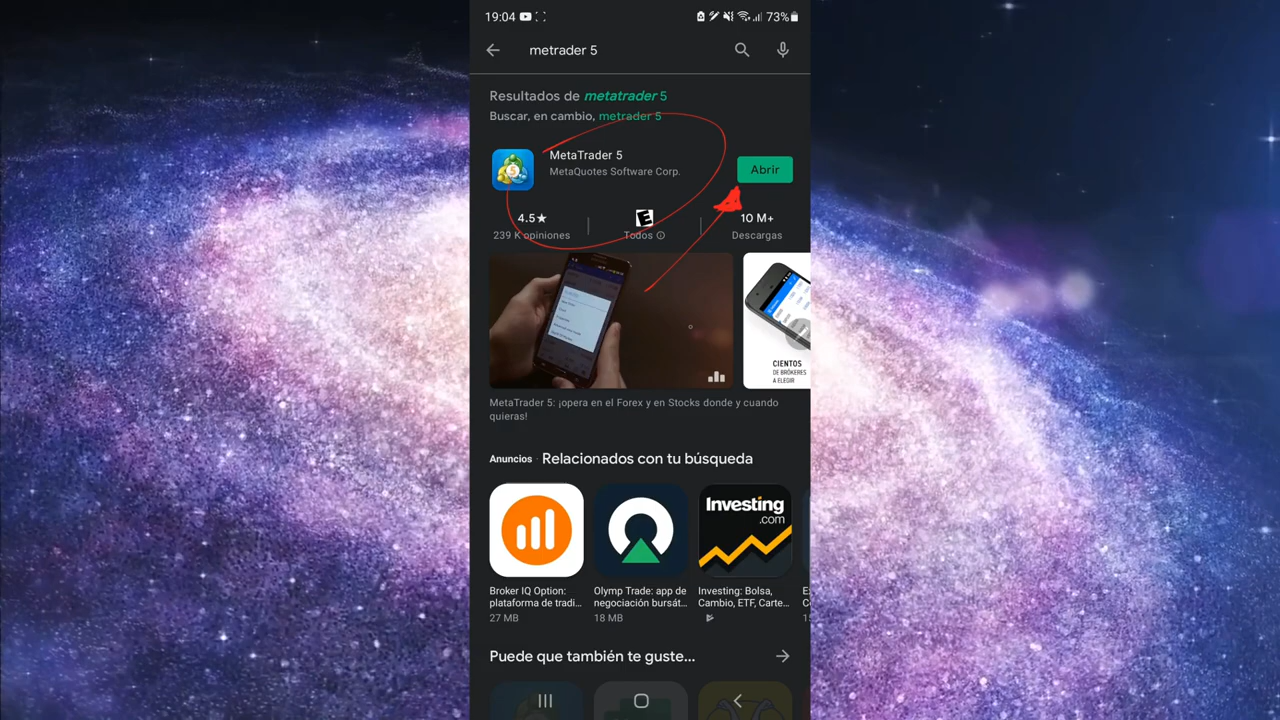 19:04
73%
metrader 5
Resultados de metatrader 5
Buscar, en cambio, metrader 5
MetaTrader 5
MetaQuotes Software Corp.
Abrir
4.5★
E
10 M+
239 K opiniones
Todos
Descargas
CIENTOS
DE BRÓKERES
A ELEGIR
MetaTrader 5: ¡opera en el Forex y en Stocks donde y cuando
quieras!
Anuncios · Relacionados con tu búsqueda
Investing
.com
Broker IQ Option:
plataforma de tradi...
27 MB
Olymp Trade: app de
negociación bursát...
18 MB
Investing: Bolsa,
Cambio, ETF, Carte...
Puede que también te guste...